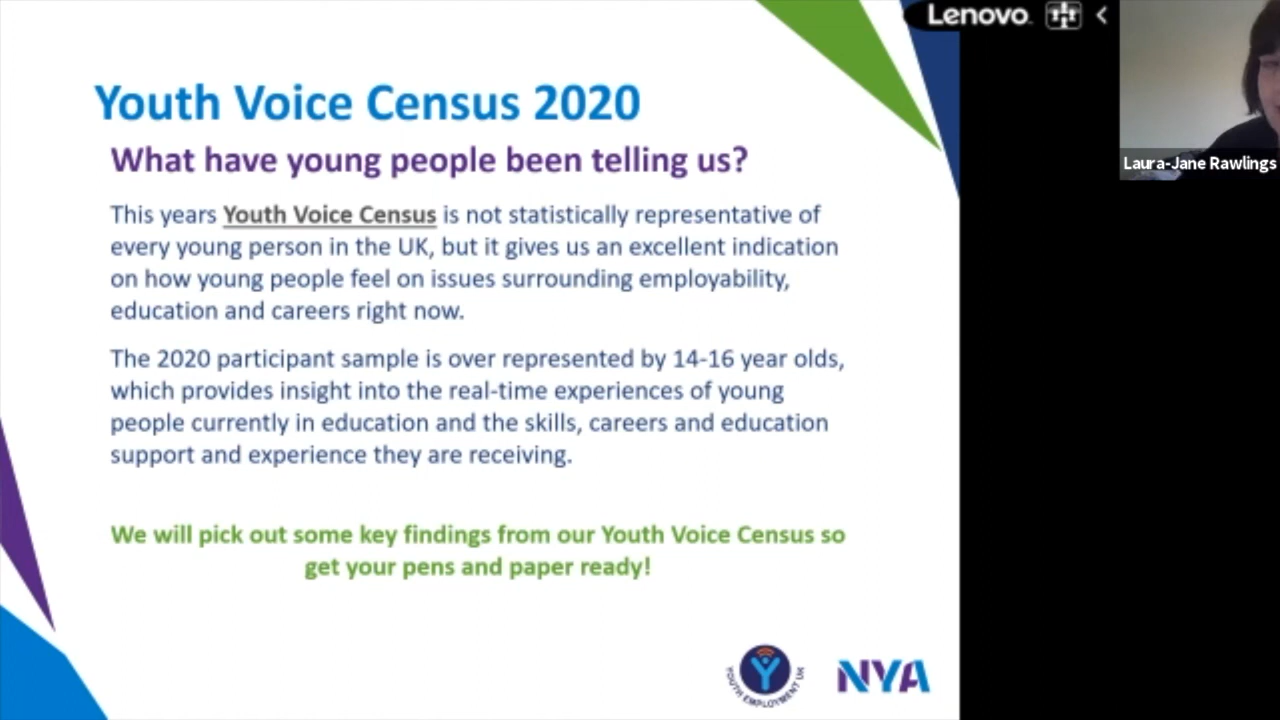 Lenovo
Youth Voice Census 2020
What have young people been telling us?
This years Youth Voice Census is not statistically representative of
every young person in the UK, but it gives us an excellent indication
on how young people feel on issues surrounding employability,
education and careers right now.
The 2020 participant sample is over represented by 14-16 year olds,
which provides insight into the real-time experiences of young
people currently in education and the skills, careers and education
support and experience they are receiving.
We will pick out some key findings from our Youth Voice Census so
get your pens and paper ready!
Laura-Jane Rawlings
YOUTH EMPLOYMENT UK
NYA